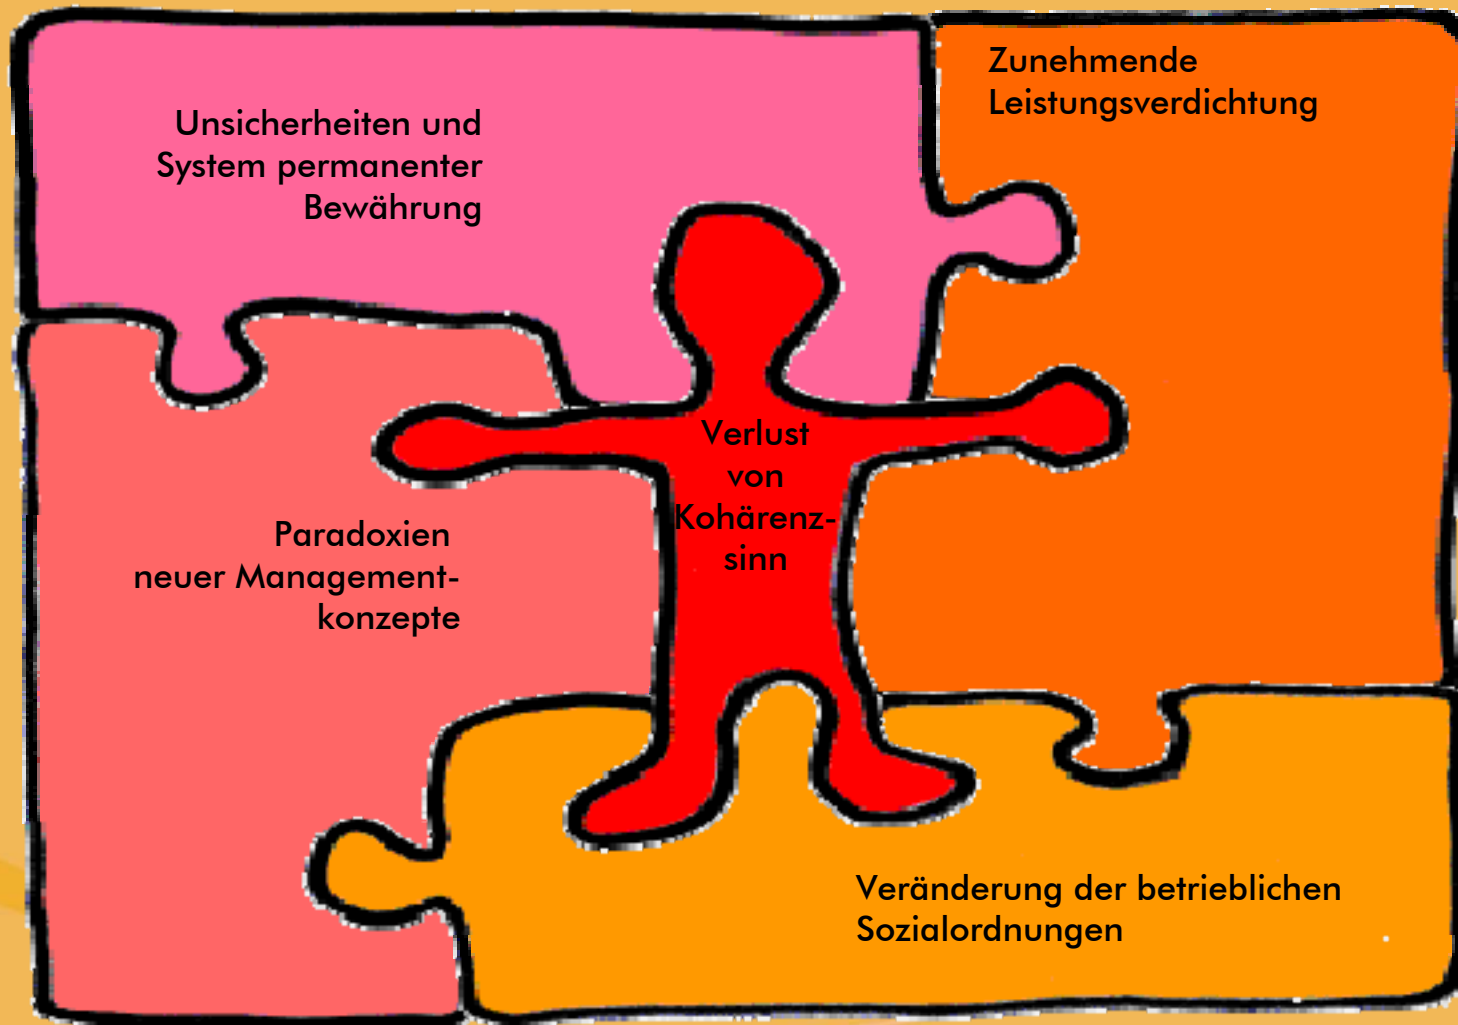 Unsicherheiten und
System permanenter
Bewährung
Zunehmende
Leistungsverdichtung
Verlust
von
Kohärenz-
sinn
Paradoxien
neuer Management-
konzepte
Veränderung der betrieblichen
Sozialordnungen